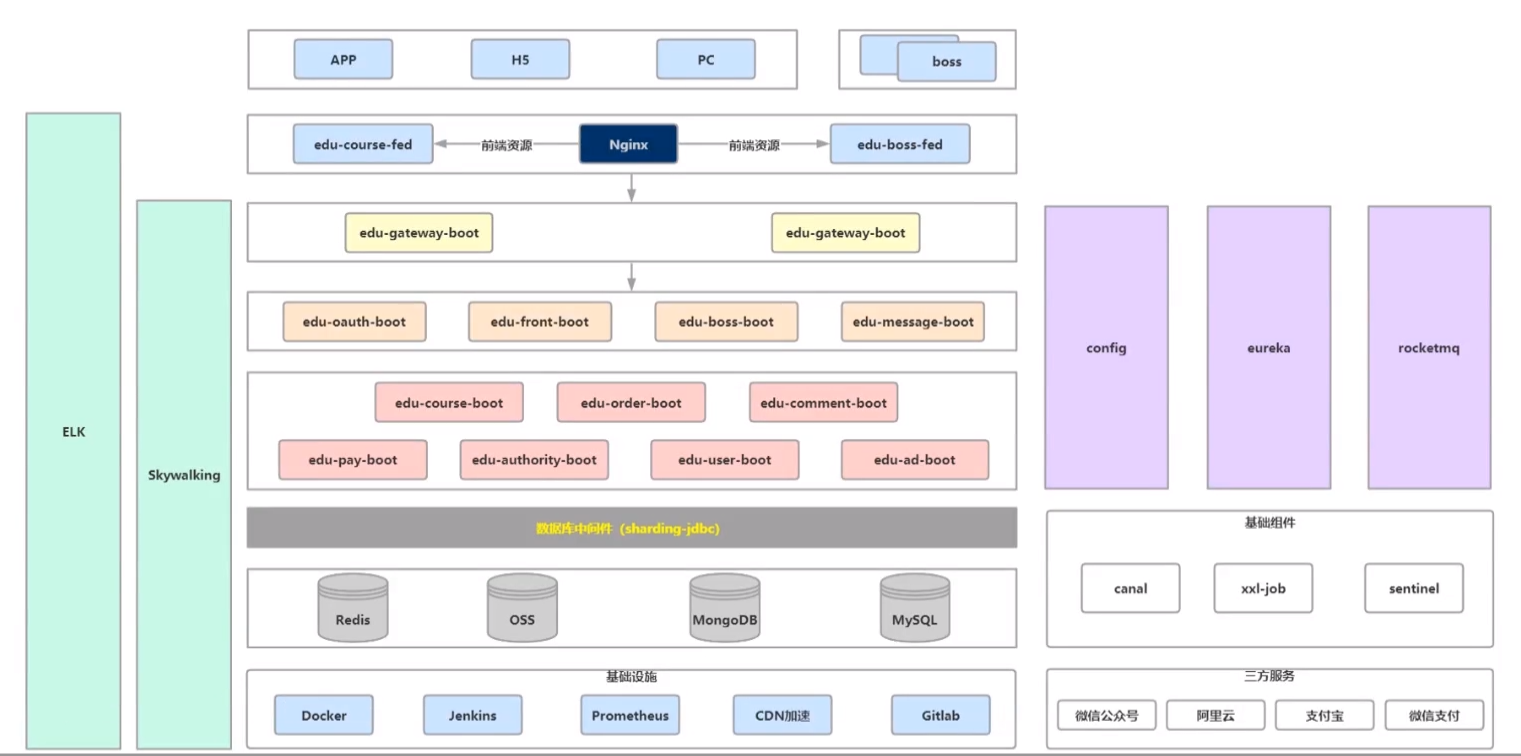 APP
H5
PC
boss
edu-course-fed
前端资源
Nginx
前端资源
edu-boss-fed
edu-gateway-boot
edu-gateway-boot
edu-oauth-boot
edu-front-boot
edu-boss-boot
edu-message-boot
edu-course-boot
edu-order-boot
edu-comment-boot
edu-pay-boot
edu-authority-boot
edu-user-boot
edu-ad-boot
ELK
Skywalking
config
eureka
rocketmq
数据库中间件 (sharding-jdbc)
Redis
OSS
MongoDB
MySQL
基础组件
canal
xxl-job
sentinel
基础设施
Docker
Jenkins
Prometheus
CDN加速
Gitlab
三方服务
微信公众号
阿里云
支付宝
微信支付